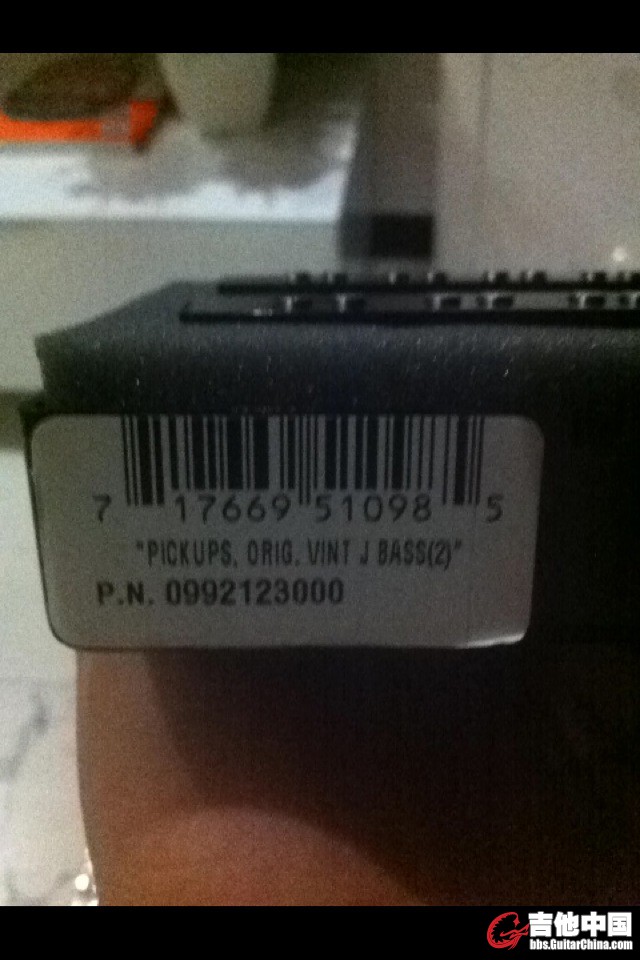 7 17669 51098 5
"PICKUPS, ORIG. VINT J BASS(2)"
P.N. 0992123000
吉他中国
bbs.GuitarChina.com